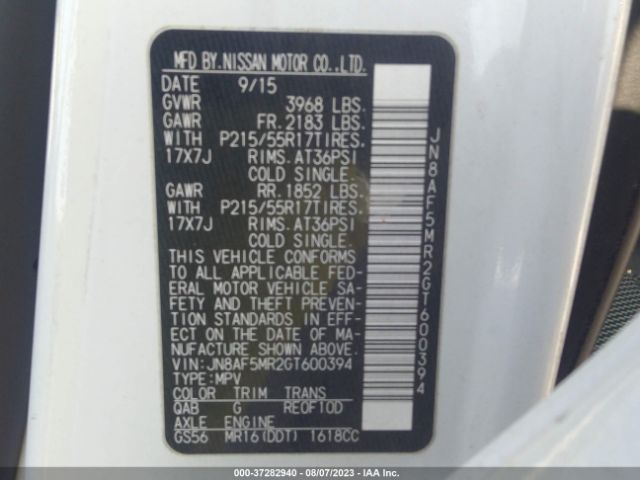 MFD BY.NISSAN MOTOR CO.,LTD.
DATE 9/15
GVWR 3968 LBS.
GAWR FR.2183 LBS.
WITH P215/55R17TIRES.
17X7J RIMS.AT36PSI
COLD SINGLE.
GAWR RR.1852 LBS.
WITH P215/55R17TIRES.
17X7J RIMS.AT36PSI
COLD SINGLE.
THIS VEHICLE CONFORMS
TO ALL APPLICABLE FED-
ERAL MOTOR VEHICLE SA-
FETY AND THEFT PREVEN-
TION STANDARDS IN EFF-
ECT ON THE DATE OF MA-
NUFACTURE SHOWN ABOVE.
VIN:JN8AF5MR2GT600394
TYPE:MPV
COLOR TRIM TRANS
QAB G RE0F10D
AXLE ENGINE
GS56 MR16(DDT) 1618CC
JN8AF5MR2GT600394
000-37282940 - 08/07/2023 - IAA Inc.